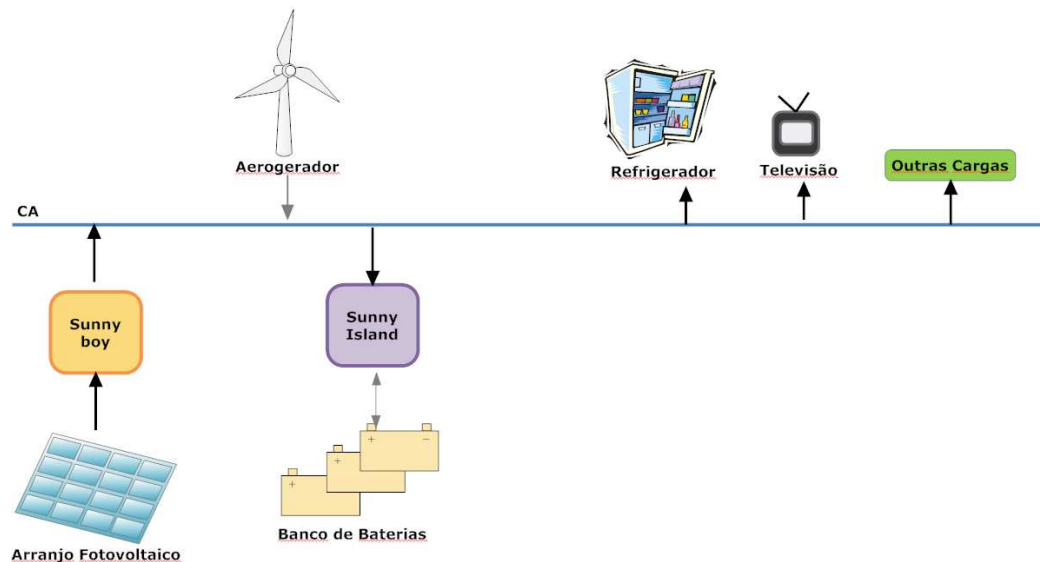 Aerogerador
Refrigerador
Televisão
Outras Cargas
CA
Sunny
boy
Sunny
Island
+ −
+
+
Banco de Baterias
Arranjo Fotovoltaico